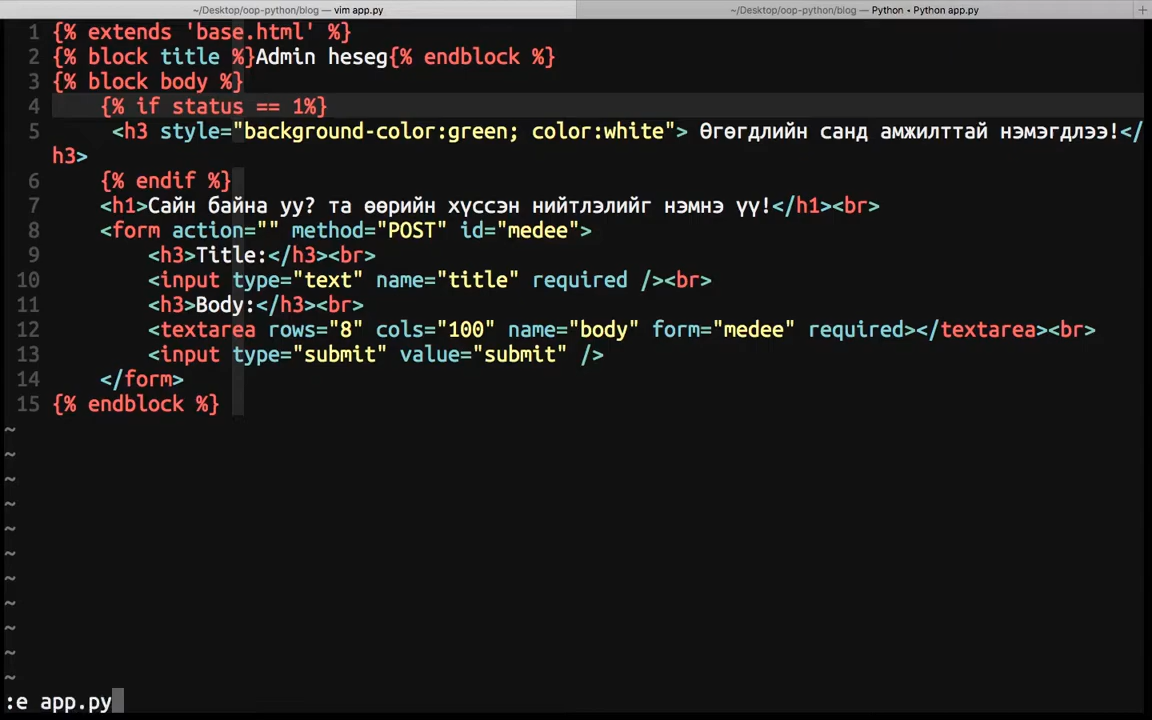 ~/Desktop/oop-python/blog — vim app.py
~/Desktop/oop-python/blog — Python • Python app.py
+
1 {% extends 'base.html' %}
2 {% block title %}Admin heseg{% endblock %}
3 {% block body %}
4     {% if status == 1%}
5      <h3 style="background-color:green; color:white"> Өгөгдлийн санд амжилттай нэмэгдлээ!</
h3>
6     {% endif %}
7     <h1>Сайн байна уу? та өөрийн хүссэн нийтлэлийг нэмнэ үү!</h1><br>
8     <form action="" method="POST" id="medee">
9         <h3>Title:</h3><br>
10         <input type="text" name="title" required /><br>
11         <h3>Body:</h3><br>
12         <textarea rows="8" cols="100" name="body" form="medee" required></textarea><br>
13         <input type="submit" value="submit" />
14     </form>
15 {% endblock %}
~
~
~
~
~
~
~
~
~
~
~
:e app.py